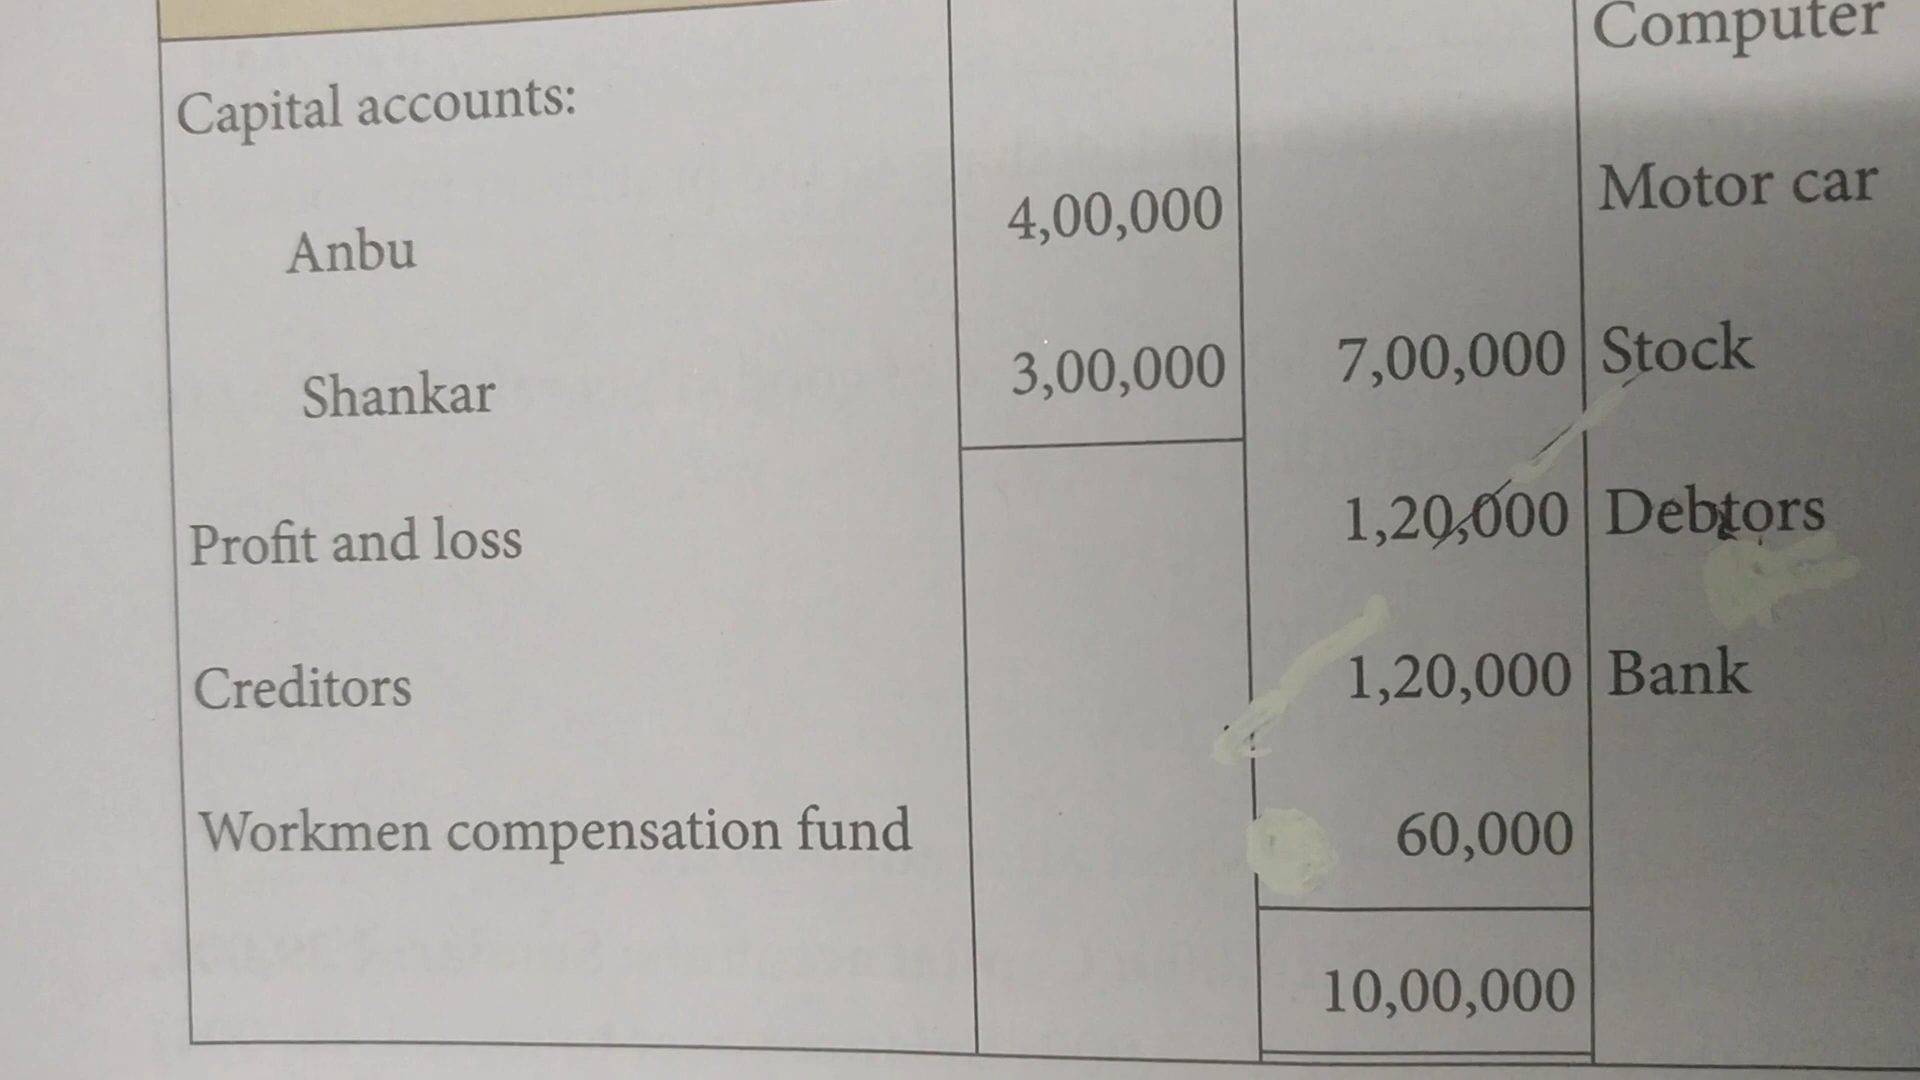 Computer
Capital accounts:
Motor car
Anbu 4,00,000
Shankar 3,00,000 7,00,000 Stock
Profit and loss 1,20,000 Debtors
Creditors 1,20,000 Bank
Workmen compensation fund 60,000
10,00,000